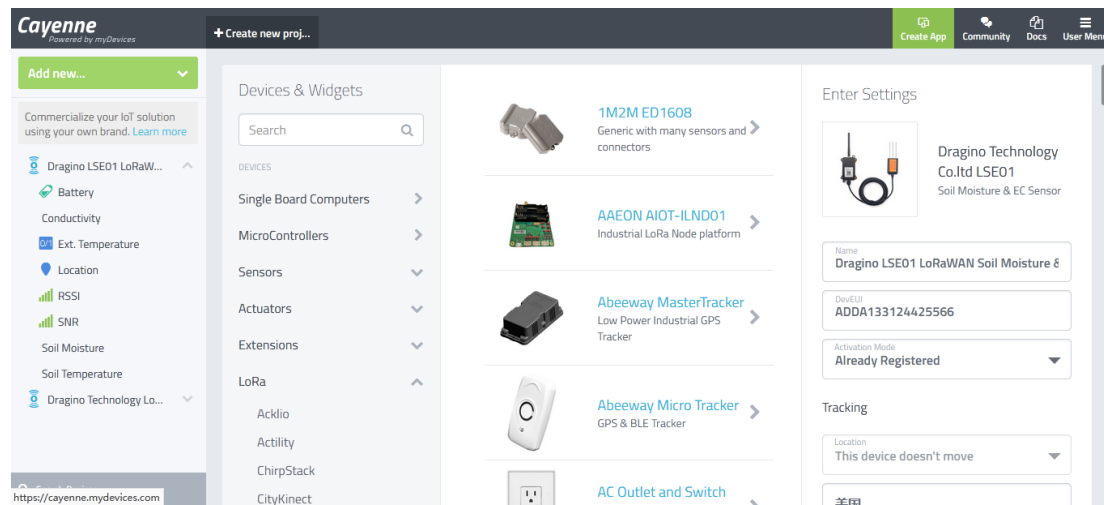 Cayenne
Powered by myDevices
+ Create new proj...
Create App
Community
Docs
User Menu
Add new...
Commercialize your IoT solution
using your own brand. Learn more
Dragino LSE01 LoRaW...
Battery
Conductivity
0/1 Ext. Temperature
Location
RSSI
SNR
Soil Moisture
Soil Temperature
Dragino Technology Lo...
https://cayenne.mydevices.com
Devices & Widgets
Search
DEVICES
Single Board Computers
MicroControllers
Sensors
Actuators
Extensions
LoRa
Acklio
Actility
ChirpStack
CityKinect
1M2M ED1608
Generic with many sensors and
connectors
AAEON AIOT-ILND01
Industrial LoRa Node platform
Abeeway MasterTracker
Low Power Industrial GPS
Tracker
Abeeway Micro Tracker
GPS & BLE Tracker
AC Outlet and Switch
Enter Settings
Dragino Technology
Co.ltd LSE01
Soil Moisture & EC Sensor
Name
Dragino LSE01 LoRaWAN Soil Moisture &
DevEUI
ADDA133124425566
Activation Mode
Already Registered
Tracking
Location
This device doesn't move
美国